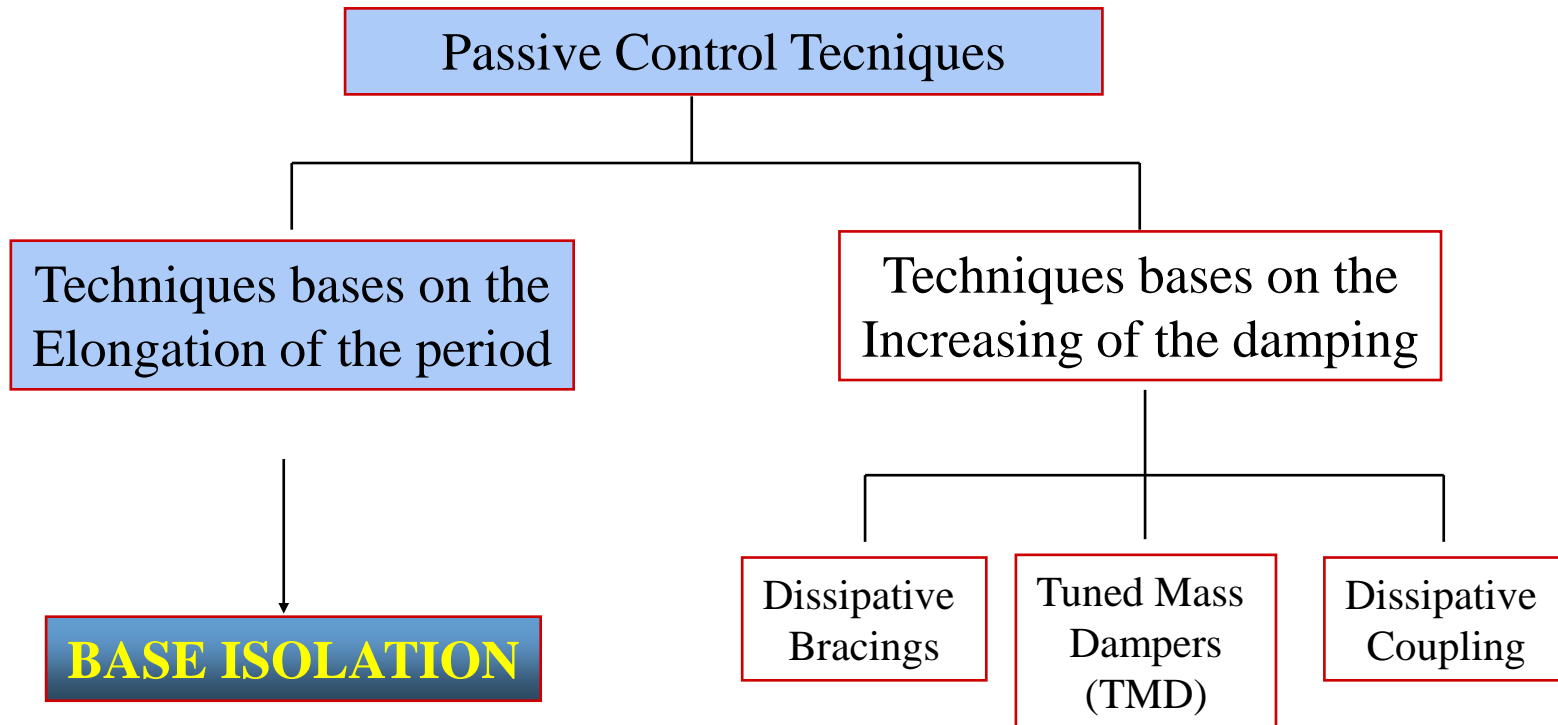 Passive Control Tecniques
Techniques bases on the
Elongation of the period
Techniques bases on the
Increasing of the damping
BASE ISOLATION
Dissipative
Bracings
Tuned Mass
Dampers
(TMD)
Dissipative
Coupling